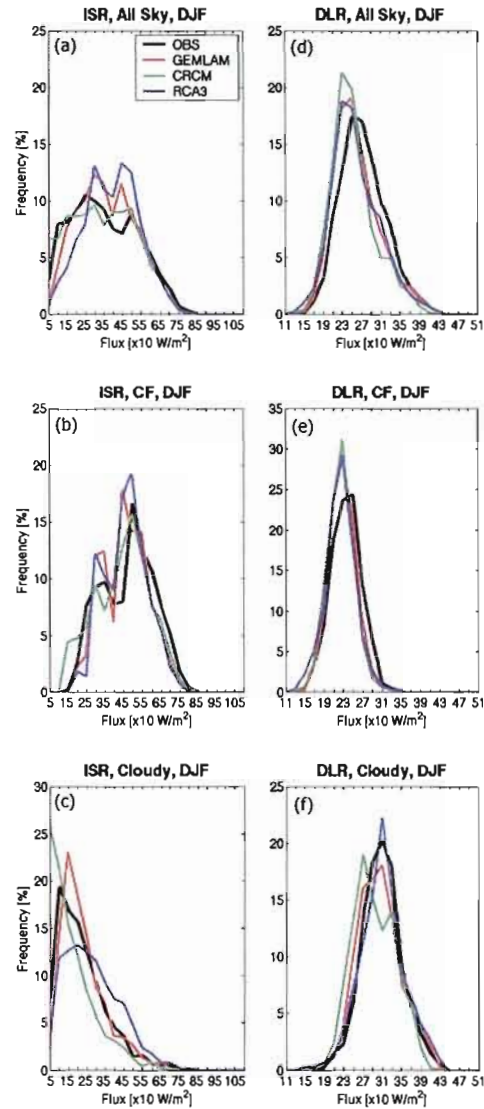 ISR, All Sky, DJF
(a)
OBS
GEMLAM
CRCM
RCA3
Frequency [%]
25
20
15
10
5
0
5 15 25 35 45 55 65 75 85 95 105
Flux [x10 W/m²]
DLR, All Sky, DJF
(d)
Frequency [%]
25
20
15
10
5
0
11 15 19 23 27 31 35 39 43 47 51
Flux [x10 W/m²]
ISR, CF, DJF
(b)
Frequency [%]
25
20
15
10
5
0
5 15 25 35 45 55 65 75 85 95 105
Flux [x10 W/m²]
DLR, CF, DJF
(e)
Frequency [%]
35
30
25
20
15
10
5
0
11 15 19 23 27 31 35 39 43 47 51
Flux [x10 W/m²]
ISR, Cloudy, DJF
(c)
Frequency [%]
30
25
20
15
10
5
0
5 15 25 35 45 55 65 75 85 95 105
Flux [x10 W/m²]
DLR, Cloudy, DJF
(f)
Frequency [%]
25
20
15
10
5
0
11 15 19 23 27 31 35 39 43 47 51
Flux [x10 W/m²]